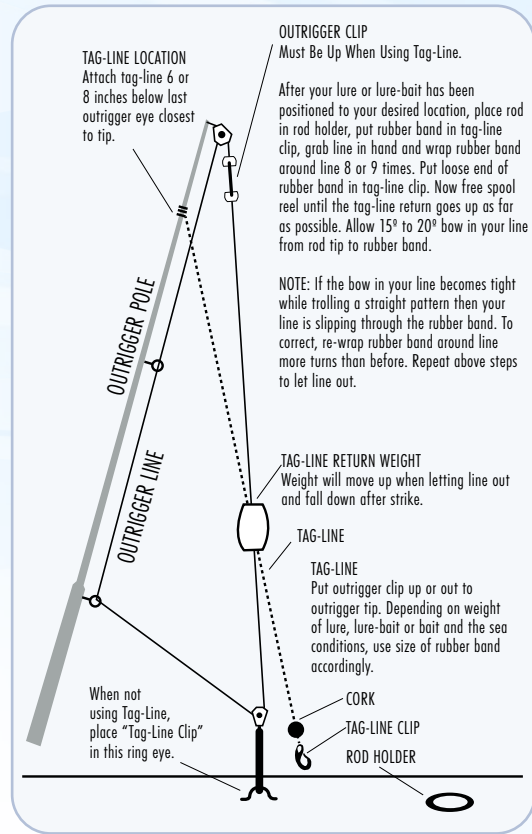 TAG-LINE LOCATION
Attach tag-line 6 or
8 inches below last
outrigger eye closest
to tip.
OUTRIGGER CLIP
Must Be Up When Using Tag-Line.
After your lure or lure-bait has been
positioned to your desired location, place rod
in rod holder, put rubber band in tag-line
clip, grab line in hand and wrap rubber band
around line 8 or 9 times. Put loose end of
rubber band in tag-line clip. Now free spool
reel until the tag-line return goes up as far
as possible. Allow 15º to 20º bow in your line
from rod tip to rubber band.
NOTE: If the bow in your line becomes tight
while trolling a straight pattern then your
line is slipping through the rubber band. To
correct, re-wrap rubber band around line
more turns than before. Repeat above steps
to let line out.
OUTRIGGER POLE
OUTRIGGER LINE
TAG-LINE RETURN WEIGHT
Weight will move up when letting line out
and fall down after strike.
TAG-LINE
TAG-LINE
Put outrigger clip up or out to
outrigger tip. Depending on weight
of lure, lure-bait or bait and the sea
conditions, use size of rubber band
accordingly.
When not
using Tag-Line,
place “Tag-Line Clip”
in this ring eye.
CORK
TAG-LINE CLIP
ROD HOLDER